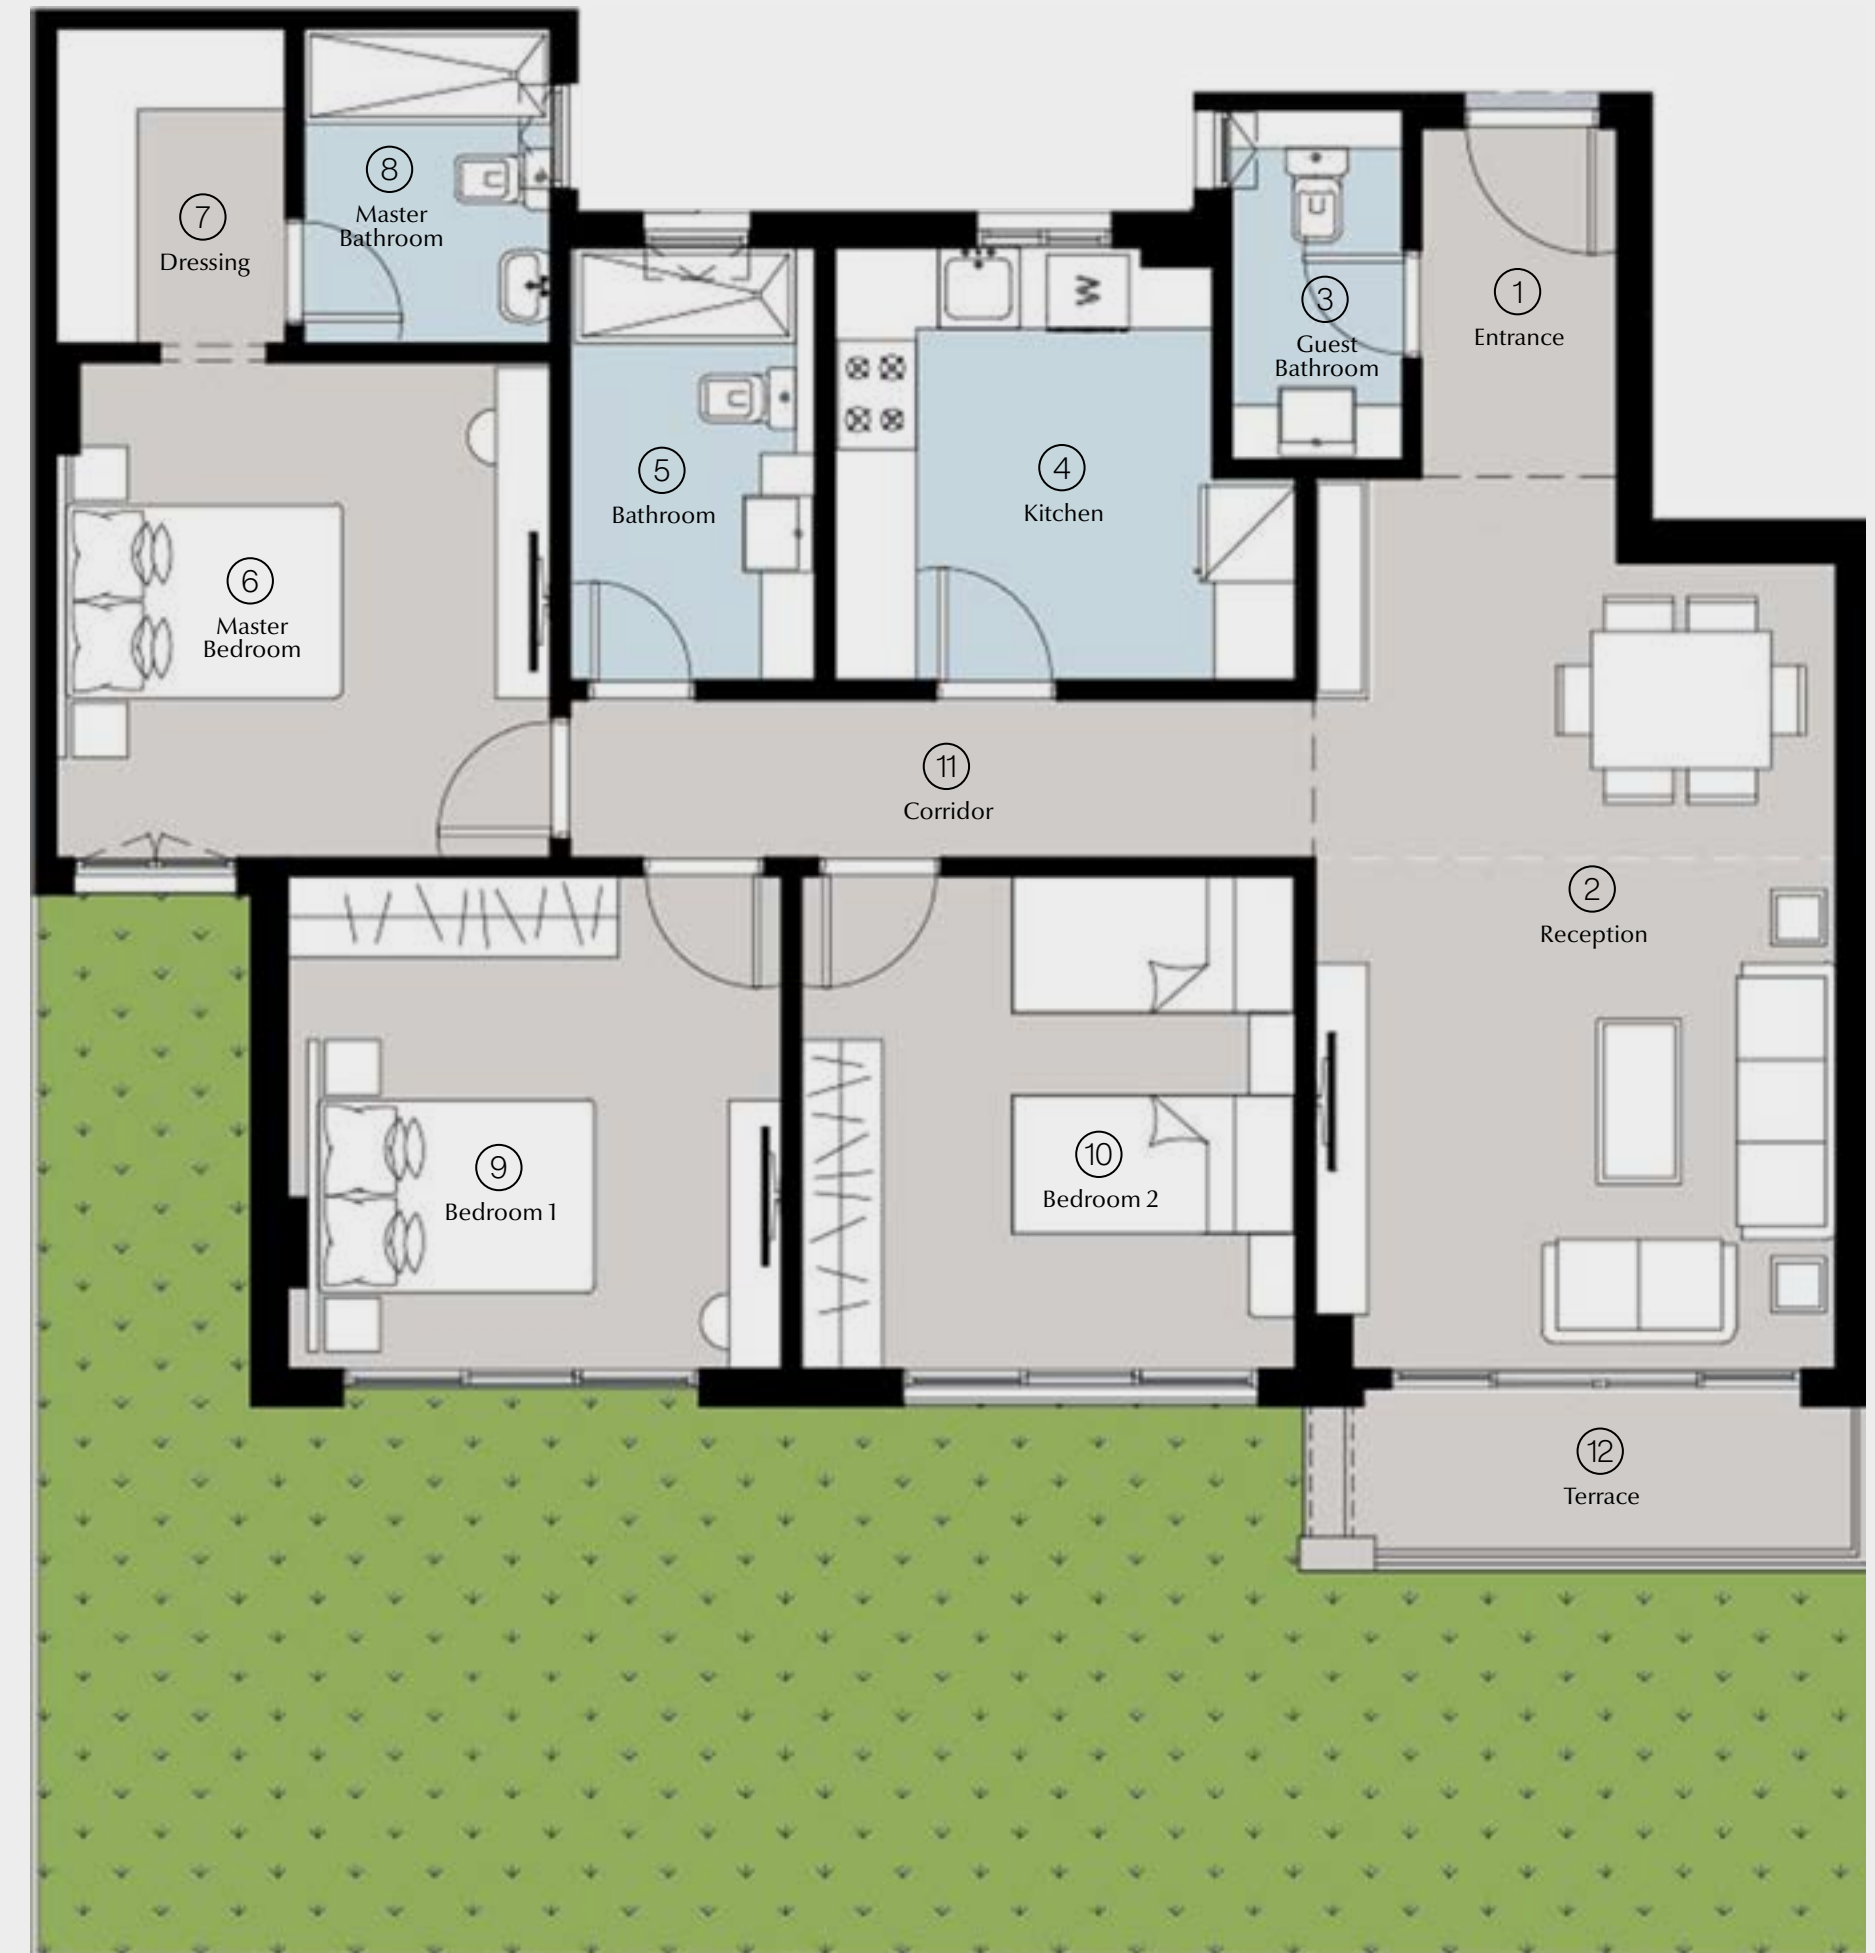 8
Master
Bathroom
7
Dressing
3
Guest
Bathroom
1
Entrance
W
5
Bathroom
4
Kitchen
6
Master
Bedroom
11
Corridor
2
Reception
9
Bedroom 1
10
Bedroom 2
12
Terrace